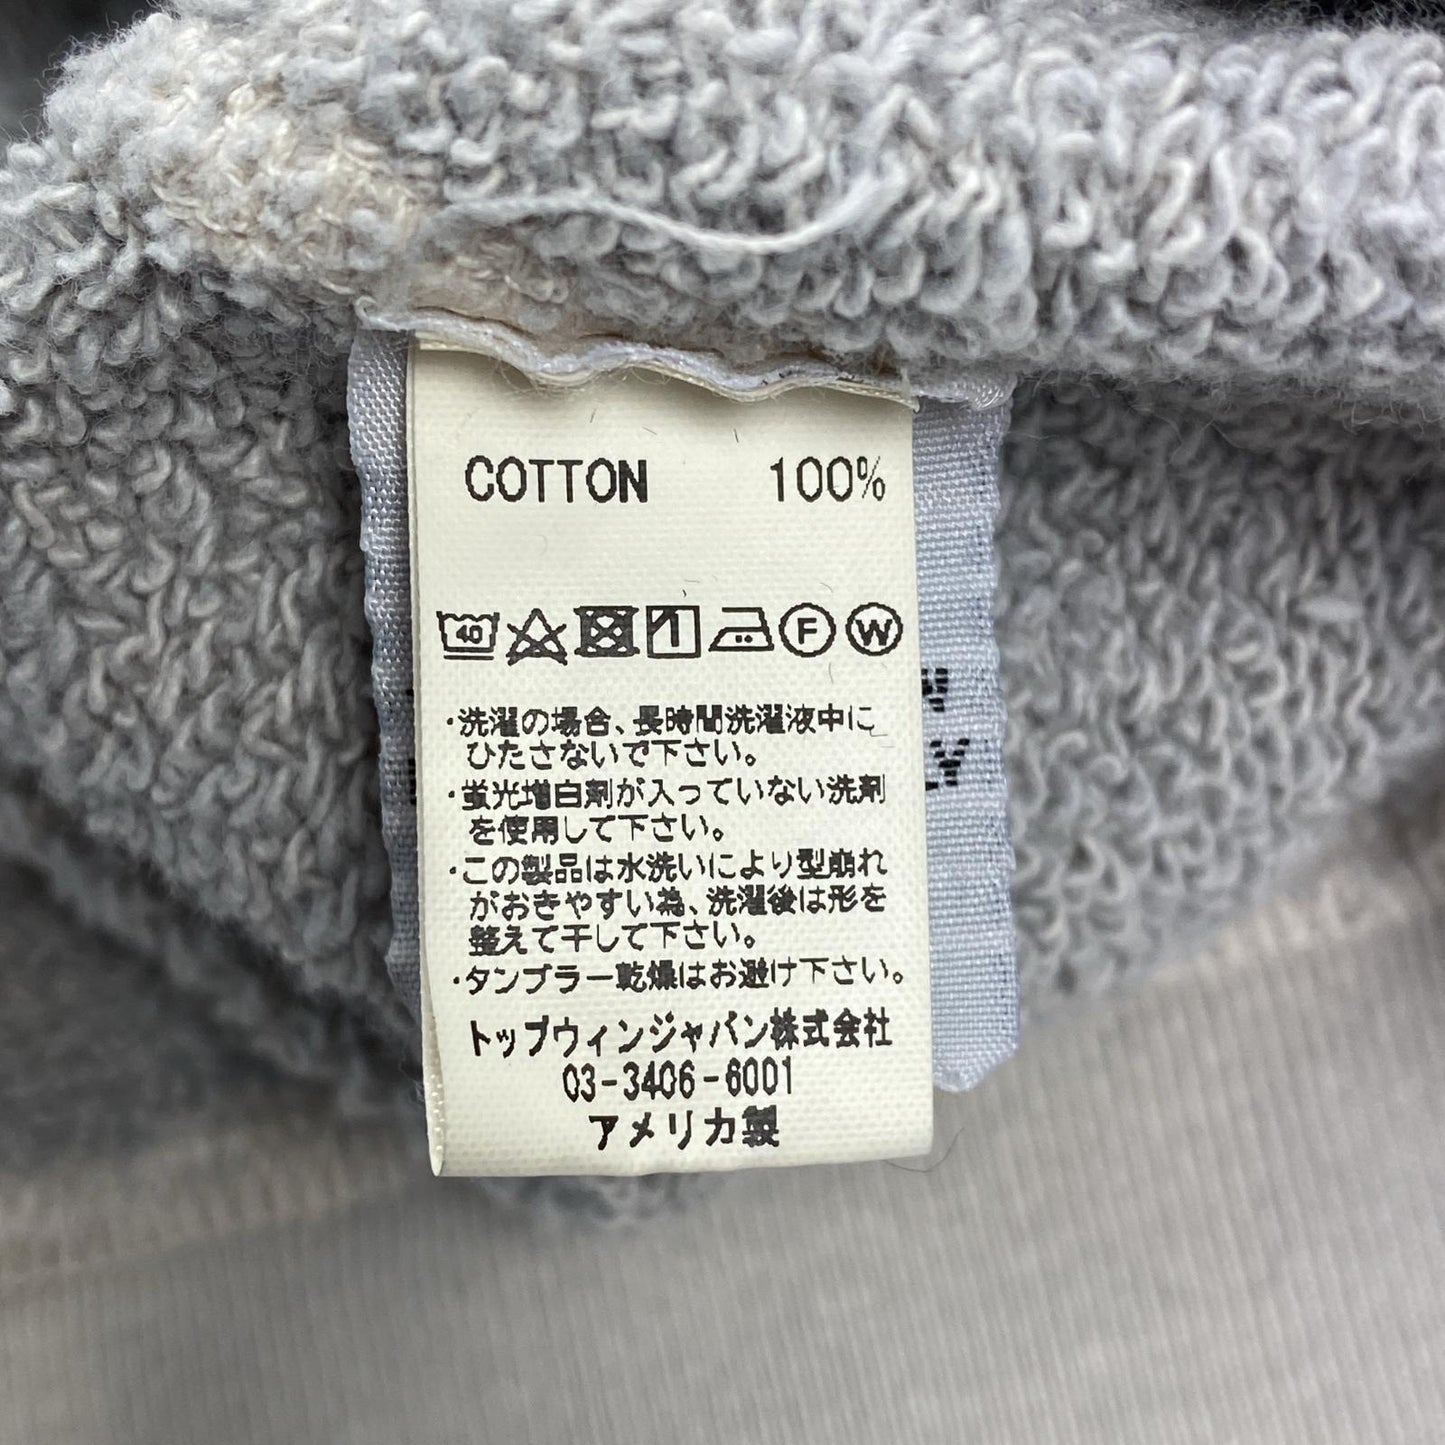 COTTON 100%
40 F W
・洗濯の場合、長時間洗濯液中に
ひたさないで下さい。
・蛍光増白剤が入っていない洗剤
を使用して下さい。
・この製品は水洗いにより型崩れ
がおきやすい為、洗濯後は形を
整えて干して下さい。
・タンブラー乾燥はお避け下さい。
トップウィンジャパン株式会社
03-3406-6001
アメリカ製